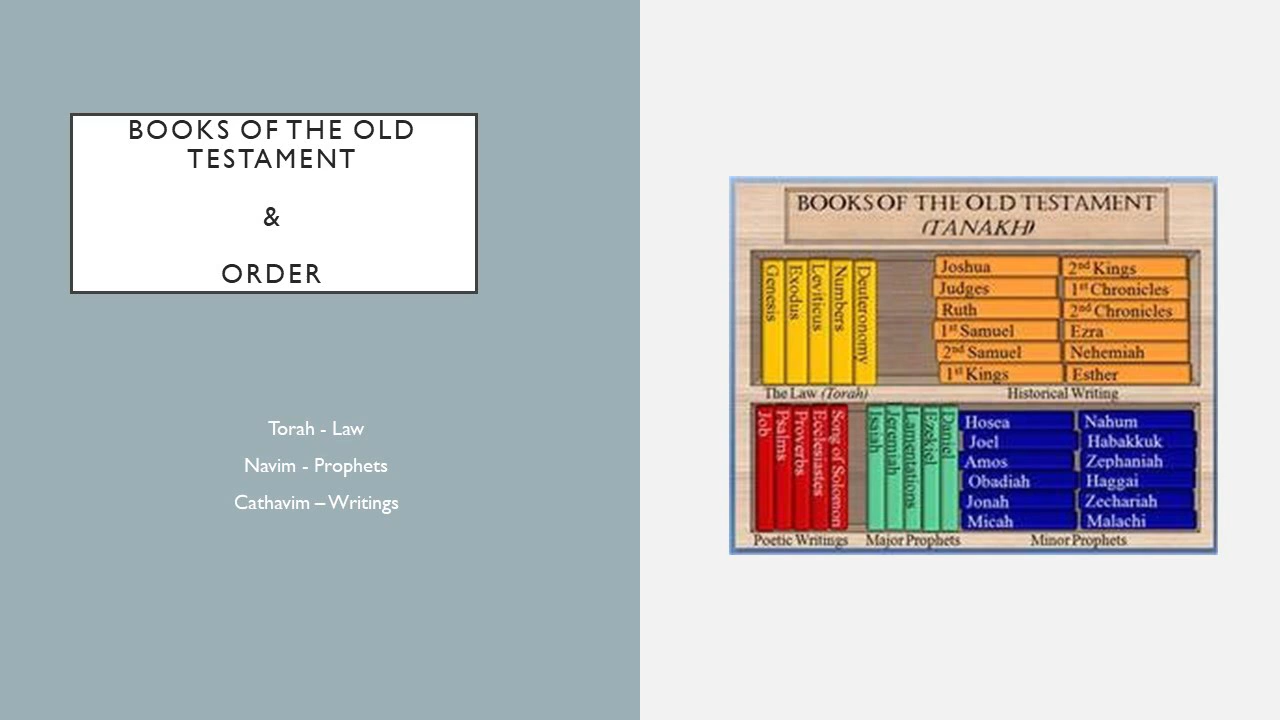 BOOKS OF THE OLD
TESTAMENT
&
ORDER
Torah - Law
Navim - Prophets
Cathavim – Writings
BOOKS OF THE OLD TESTAMENT
(TANAKH)
Genesis
Exodus
Leviticus
Numbers
Deuteronomy
The Law (Torah)
Joshua
Judges
Ruth
1st Samuel
2nd Samuel
1st Kings
2nd Kings
1st Chronicles
2nd Chronicles
Ezra
Nehemiah
Esther
Historical Writing
Job
Psalms
Proverbs
Ecclesiastes
Song of Solomon
Poetic Writings
Isaiah
Jeremiah
Lamentations
Ezekiel
Daniel
Major Prophets
Hosea
Joel
Amos
Obadiah
Jonah
Micah
Nahum
Habakkuk
Zephaniah
Haggai
Zechariah
Malachi
Minor Prophets